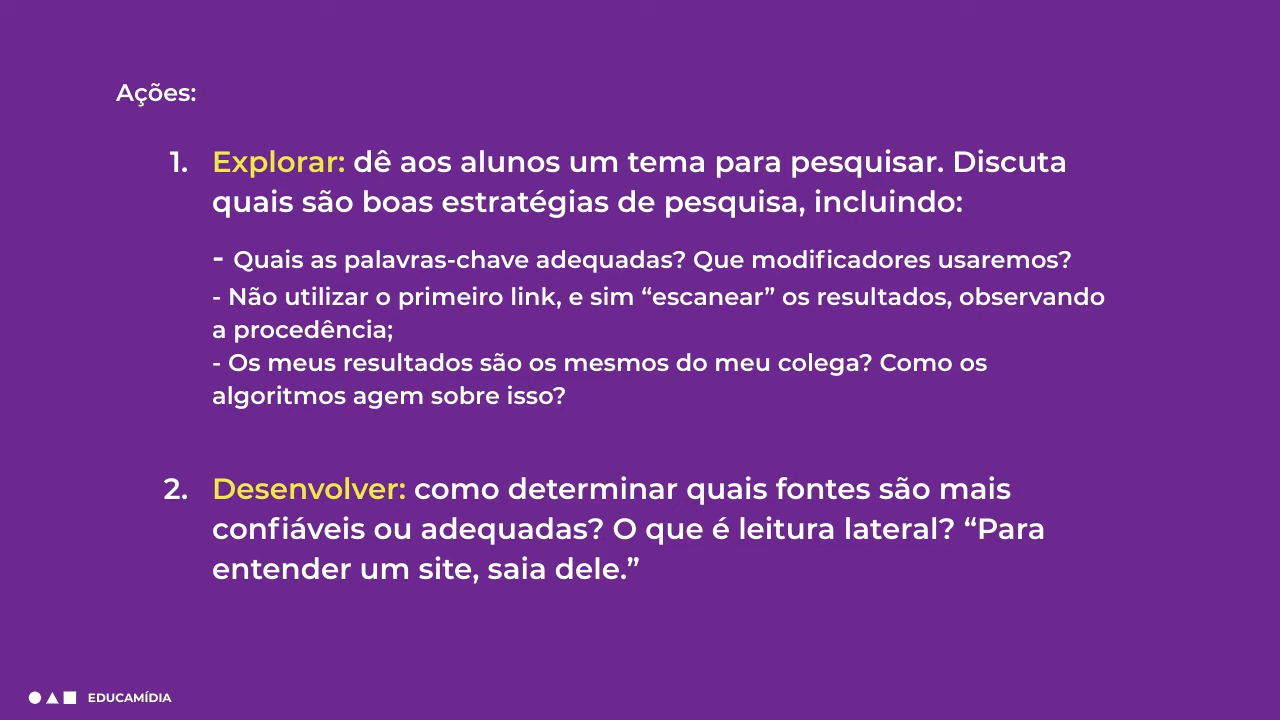 Ações:
1. Explorar: dê aos alunos um tema para pesquisar. Discuta
quais são boas estratégias de pesquisa, incluindo:
- Quais as palavras-chave adequadas? Que modificadores usaremos?
- Não utilizar o primeiro link, e sim “escanear” os resultados, observando
a procedência;
- Os meus resultados são os mesmos do meu colega? Como os
algoritmos agem sobre isso?
2. Desenvolver: como determinar quais fontes são mais
confiáveis ou adequadas? O que é leitura lateral? “Para
entender um site, saia dele.”
EDUCAMÍDIA